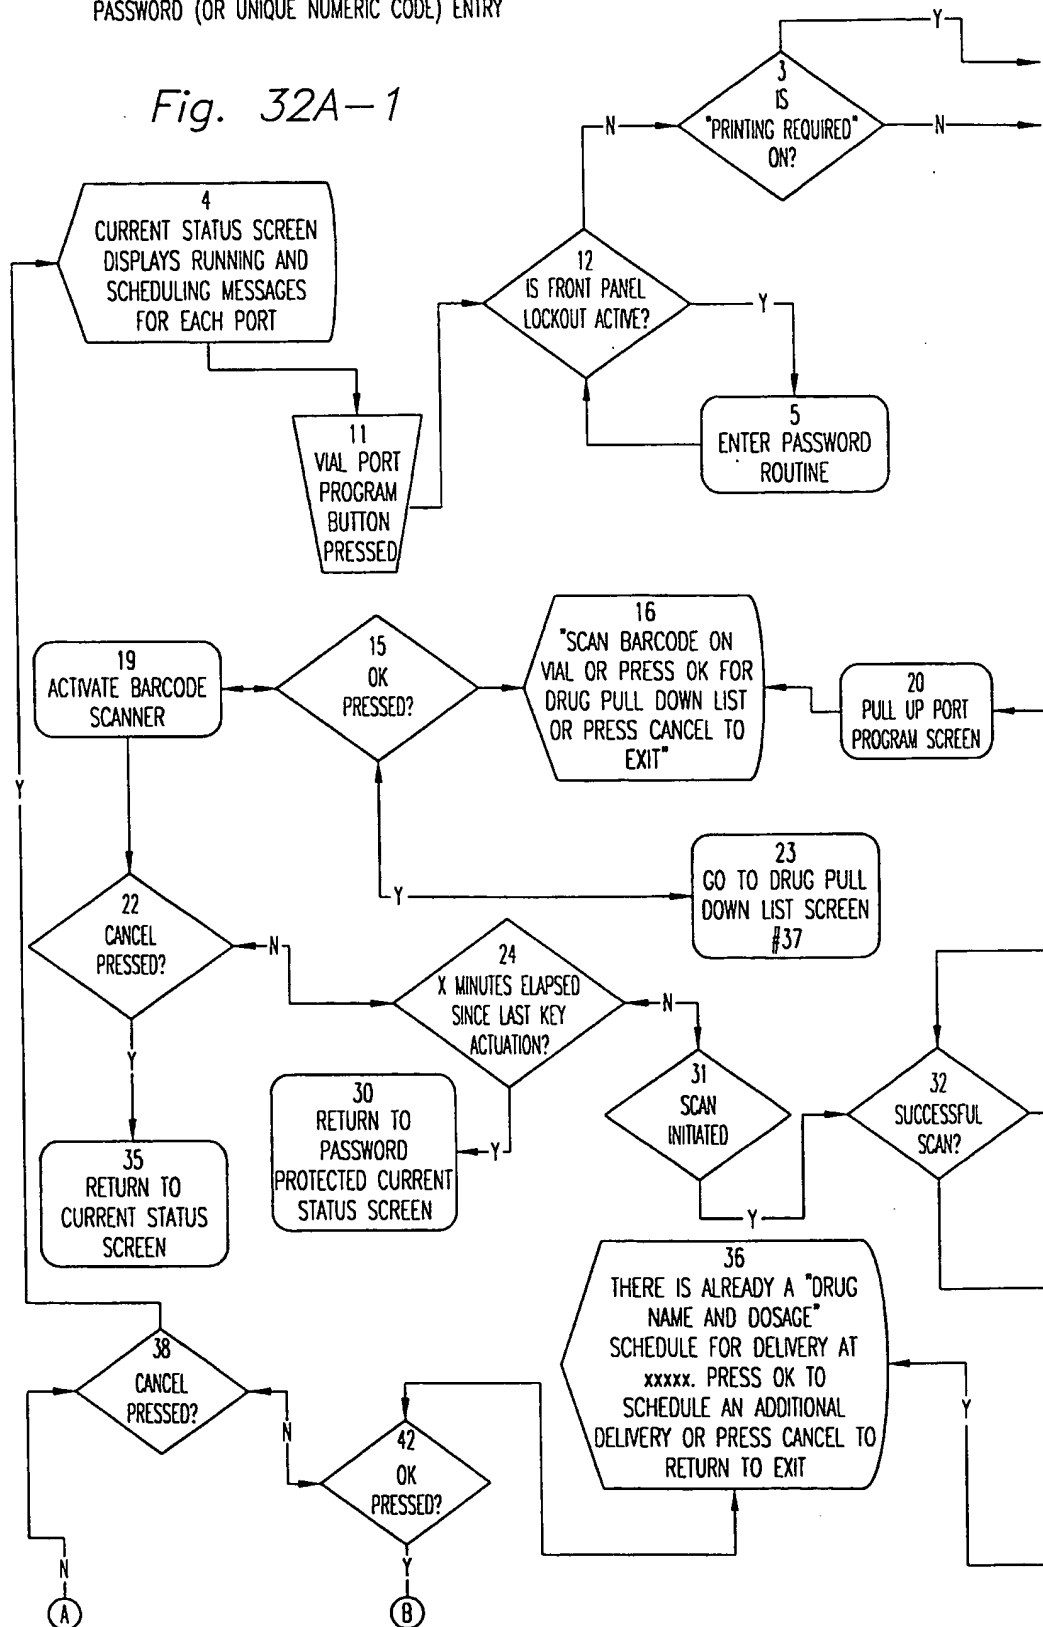 PASSWORD (OR UNIQUE NUMERIC CODE) ENTRY
Fig. 32A-1
Y
3
IS
"PRINTING REQUIRED"
ON?
N
N
4
CURRENT STATUS SCREEN
DISPLAYS RUNNING AND
SCHEDULING MESSAGES
FOR EACH PORT
12
IS FRONT PANEL
LOCKOUT ACTIVE?
Y
5
ENTER PASSWORD
ROUTINE
11
VIAL PORT
PROGRAM
BUTTON
PRESSED
19
ACTIVATE BARCODE
SCANNER
15
OK
PRESSED?
16
"SCAN BARCODE ON
VIAL OR PRESS OK FOR
DRUG PULL DOWN LIST
OR PRESS CANCEL TO
EXIT"
20
PULL UP PORT
PROGRAM SCREEN
Y
Y
23
GO TO DRUG PULL
DOWN LIST SCREEN
#37
22
CANCEL
PRESSED?
N
24
X MINUTES ELAPSED
SINCE LAST KEY
ACTUATION?
N
31
SCAN
INITIATED
32
SUCCESSFUL
SCAN?
Y
30
RETURN TO
PASSWORD
PROTECTED CURRENT
STATUS SCREEN
Y
Y
35
RETURN TO
CURRENT STATUS
SCREEN
36
THERE IS ALREADY A "DRUG
NAME AND DOSAGE"
SCHEDULE FOR DELIVERY AT
xxxxx. PRESS OK TO
SCHEDULE AN ADDITIONAL
DELIVERY OR PRESS CANCEL TO
RETURN TO EXIT
Y
38
CANCEL
PRESSED?
N
42
OK
PRESSED?
N
Y
A
B